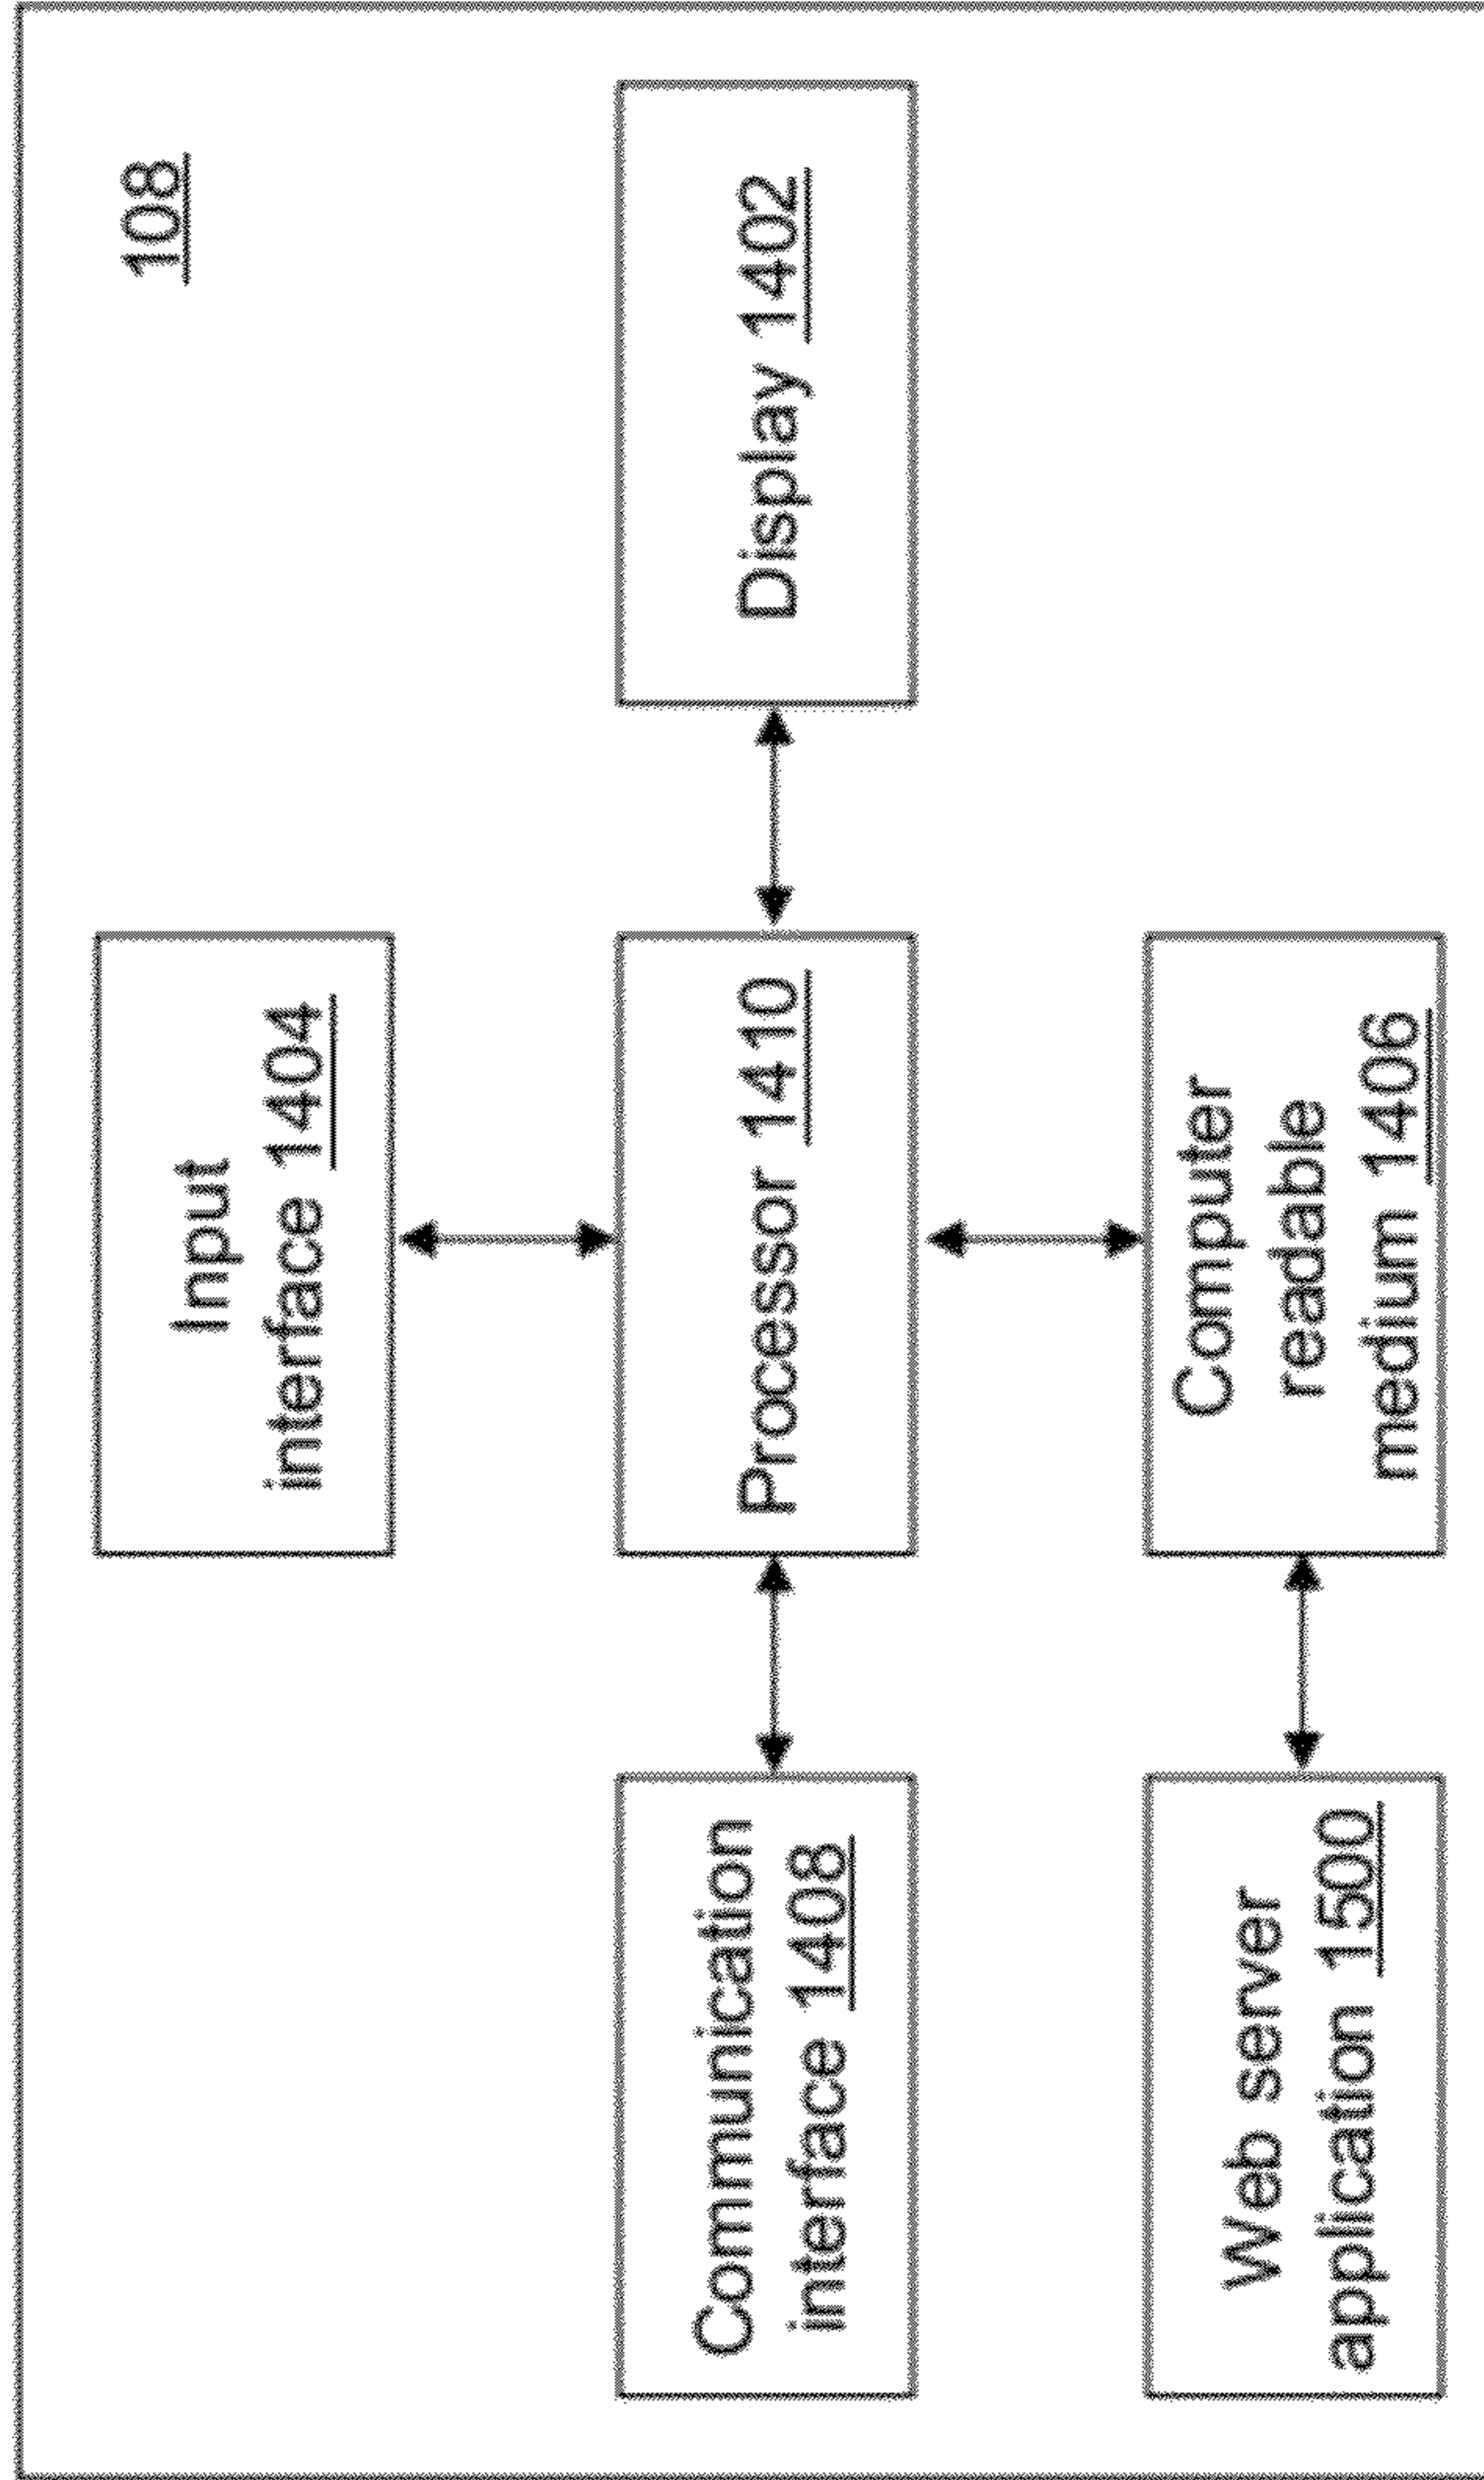 108
Input
interface 1404
Communication
interface 1408
Processor 1410
Display 1402
Web server
application 1500
Computer
readable
medium 1406